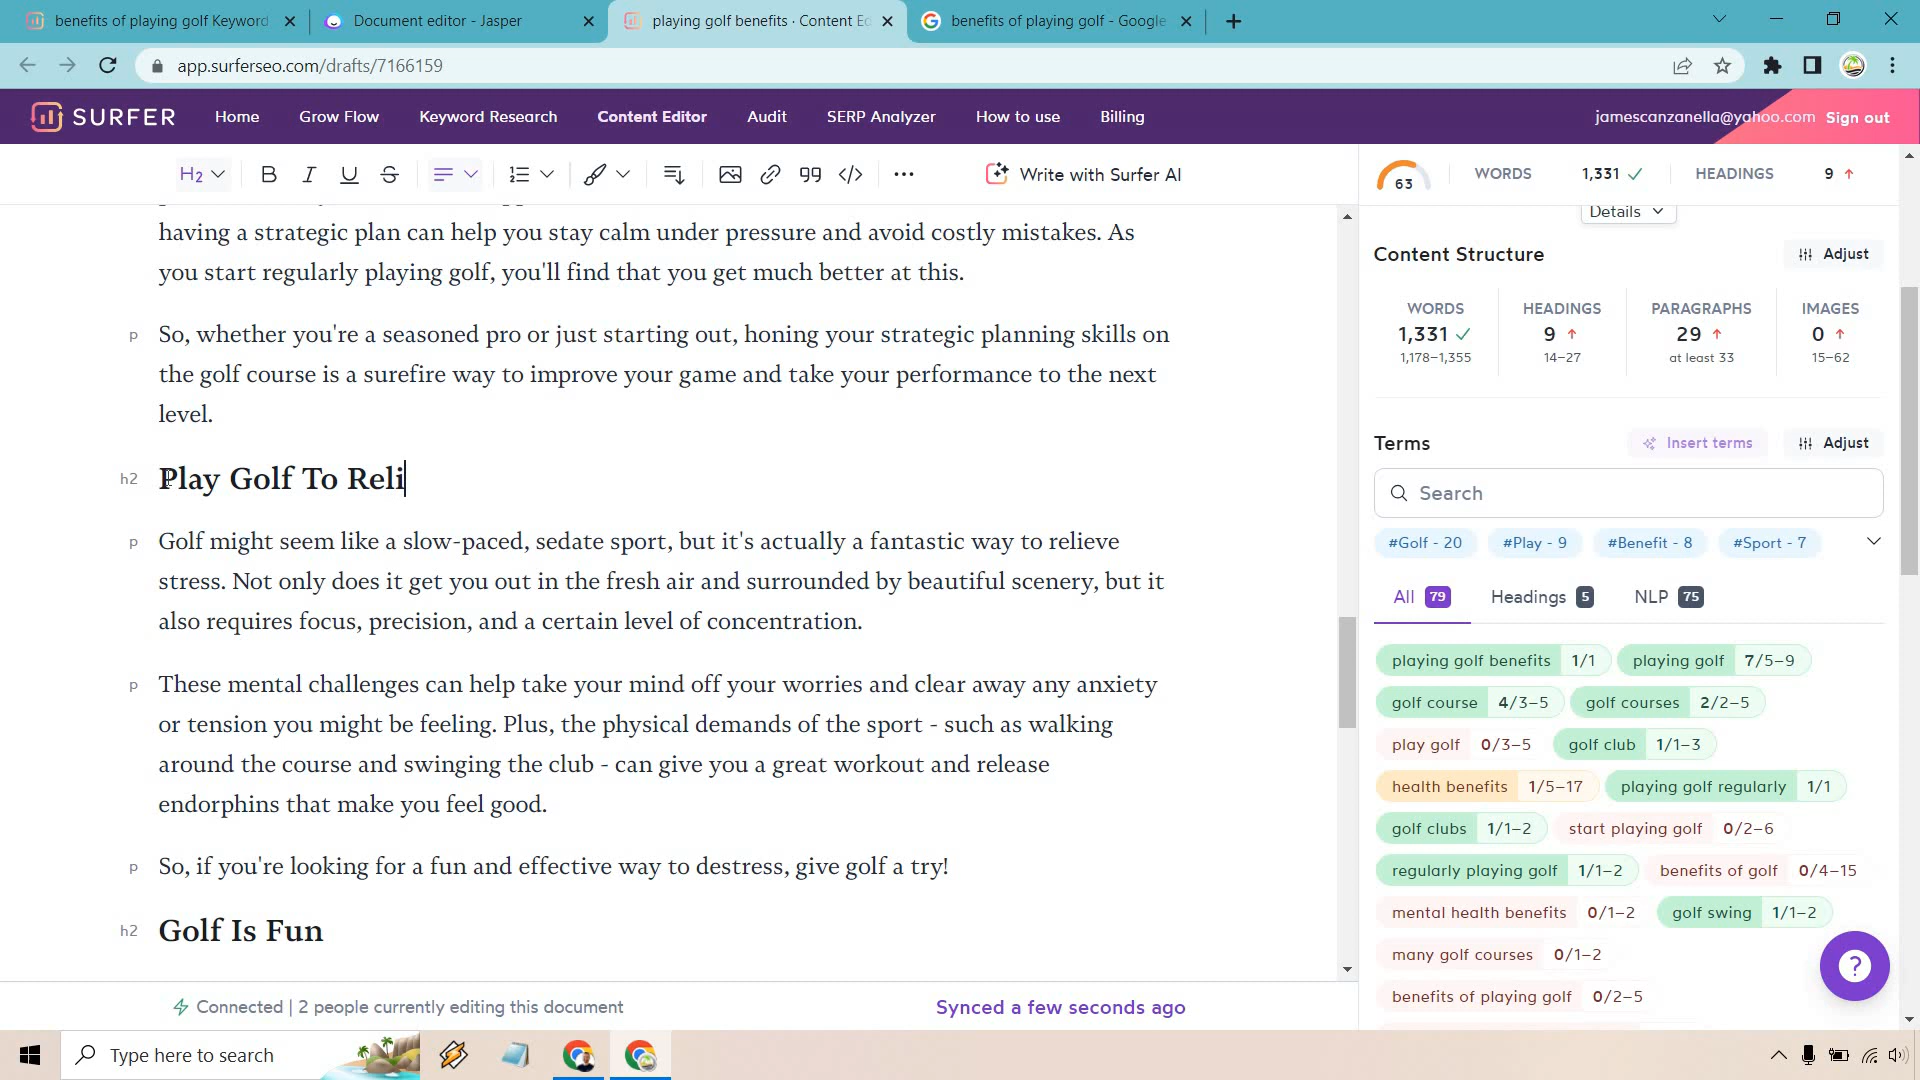 benefits of playing golf Keyword
Document editor - Jasper
playing golf benefits · Content Ed
benefits of playing golf - Google
app.surferseo.com/drafts/7166159
SURFER
Home
Grow Flow
Keyword Research
Content Editor
Audit
SERP Analyzer
How to use
Billing
jamescanzanella@yahoo.com
Sign out
H2
B
I
U
S
Write with Surfer AI
63
WORDS
1,331
HEADINGS
9
having a strategic plan can help you stay calm under pressure and avoid costly mistakes. As
you start regularly playing golf, you'll find that you get much better at this.
p
So, whether you're a seasoned pro or just starting out, honing your strategic planning skills on
the golf course is a surefire way to improve your game and take your performance to the next
level.
h2
Play Golf To Reli
p
Golf might seem like a slow-paced, sedate sport, but it's actually a fantastic way to relieve
stress. Not only does it get you out in the fresh air and surrounded by beautiful scenery, but it
also requires focus, precision, and a certain level of concentration.
p
These mental challenges can help take your mind off your worries and clear away any anxiety
or tension you might be feeling. Plus, the physical demands of the sport - such as walking
around the course and swinging the club - can give you a great workout and release
endorphins that make you feel good.
p
So, if you're looking for a fun and effective way to destress, give golf a try!
h2
Golf Is Fun
Connected | 2 people currently editing this document
Synced a few seconds ago
Details
Content Structure
Adjust
WORDS
1,331
1,178–1,355
HEADINGS
9
14–27
PARAGRAPHS
29
at least 33
IMAGES
0
15–62
Terms
Insert terms
Adjust
Search
#Golf - 20
#Play - 9
#Benefit - 8
#Sport - 7
All 79
Headings 5
NLP 75
playing golf benefits 1/1
playing golf 7/5–9
golf course 4/3–5
golf courses 2/2–5
play golf 0/3–5
golf club 1/1–3
health benefits 1/5–17
playing golf regularly 1/1
golf clubs 1/1–2
start playing golf 0/2–6
regularly playing golf 1/1–2
benefits of golf 0/4–15
mental health benefits 0/1–2
golf swing 1/1–2
many golf courses 0/1–2
benefits of playing golf 0/2–5
?
Type here to search